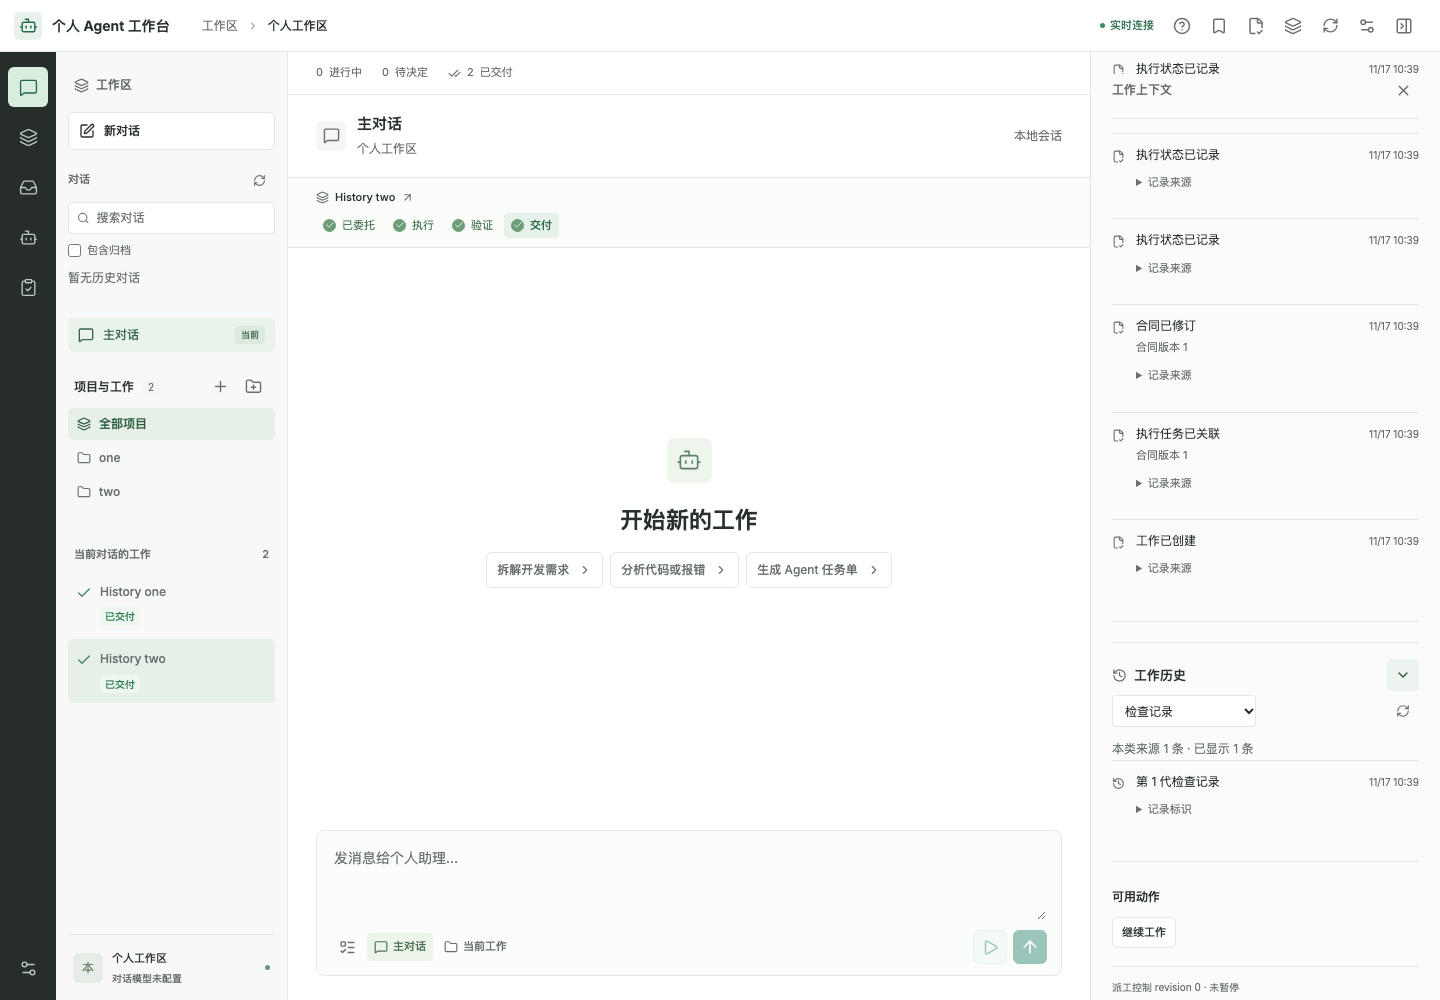 个人 Agent 工作台
工作区 › 个人工作区
实时连接
工作区
新对话
对话
搜索对话
包含归档
暂无历史对话
主对话 当前
项目与工作 2
全部项目
one
two
当前对话的工作 2
History one
已交付
History two
已交付
本 个人工作区
对话模型未配置
0 进行中 0 待决定 2 已交付
主对话
个人工作区
本地会话
History two
已委托 执行 验证 交付
开始新的工作
拆解开发需求 分析代码或报错 生成 Agent 任务单
发消息给个人助理...
主对话 当前工作
执行状态已记录 11/17 10:39
工作上下文
执行状态已记录 11/17 10:39
记录来源
执行状态已记录 11/17 10:39
记录来源
合同已修订 11/17 10:39
合同版本 1
记录来源
执行任务已关联 11/17 10:39
合同版本 1
记录来源
工作已创建 11/17 10:39
记录来源
工作历史
检查记录
本类来源 1 条 · 已显示 1 条
第 1 代检查记录 11/17 10:39
记录标识
可用动作
继续工作
派工控制 revision 0 · 未暂停